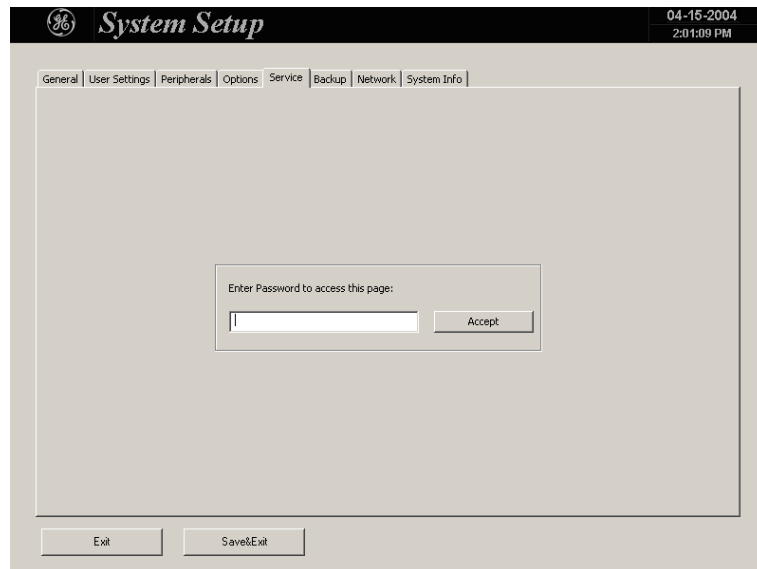 System Setup
04-15-2004
2:01:09 PM
General User Settings Peripherals Options Service Backup Network System Info
Enter Password to access this page:
Accept
Exit Save&Exit